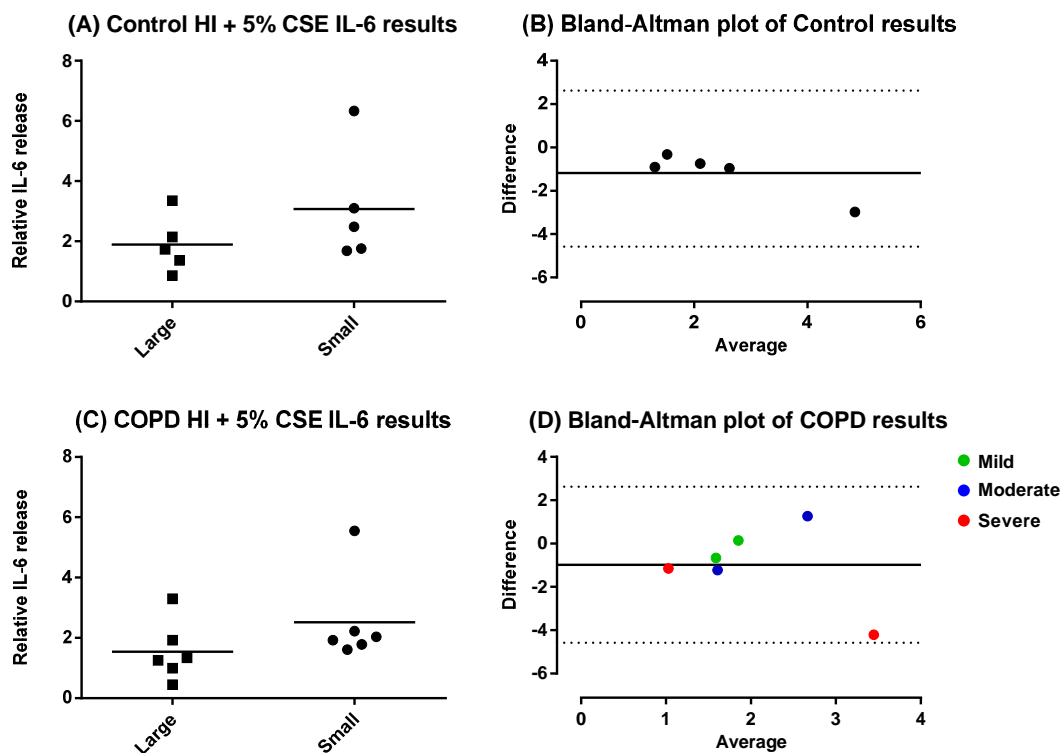 (A) Control HI + 5% CSE IL-6 results
Relative IL-6 release
8
6
4
2
0
Large
Small
(B) Bland-Altman plot of Control results
Difference
4
2
0
-2
-4
-6
0 2 4 6
Average
(C) COPD HI + 5% CSE IL-6 results
Relative IL-6 release
8
6
4
2
0
Large
Small
(D) Bland-Altman plot of COPD results
Difference
4
2
0
-2
-4
-6
0 1 2 3 4
Average
Mild
Moderate
Severe